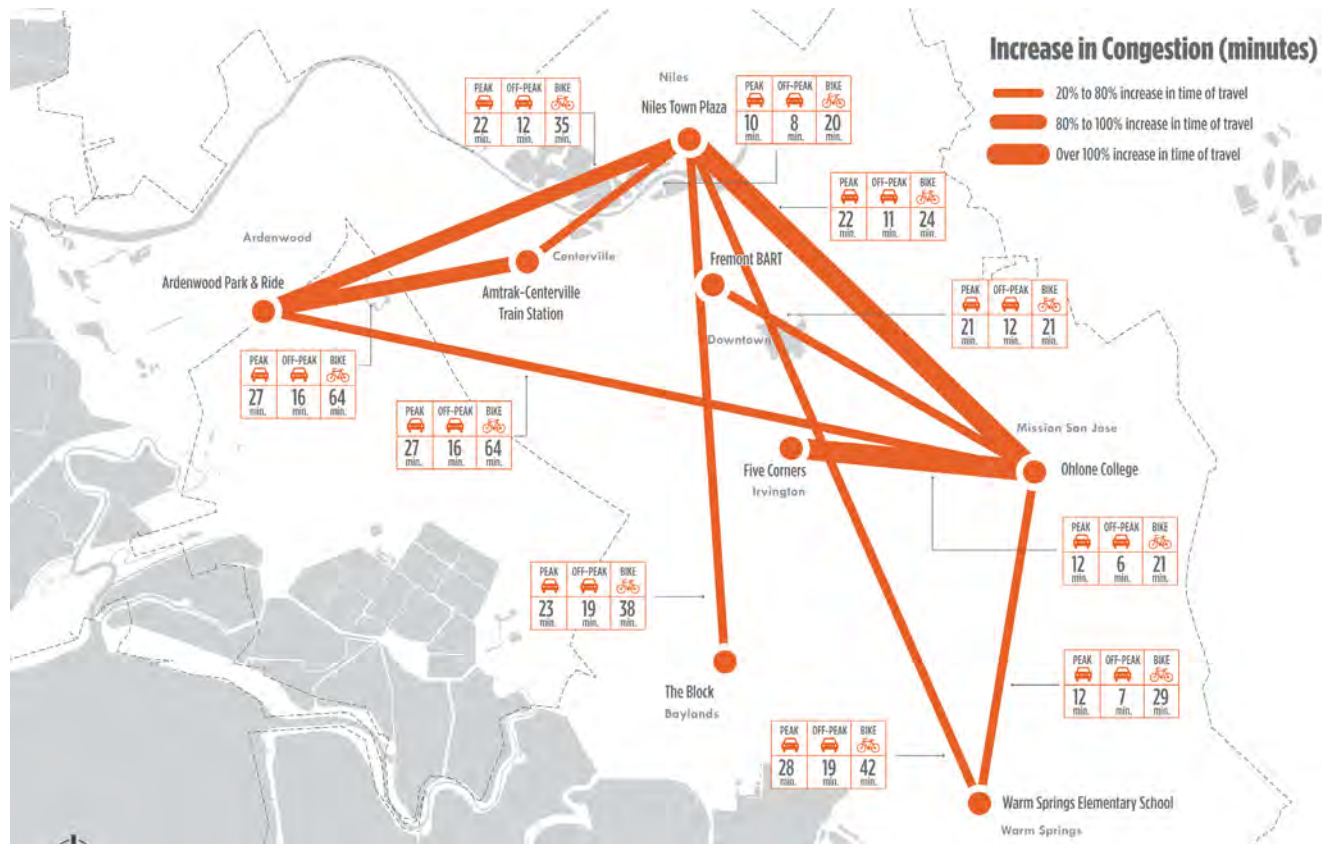 Increase in Congestion (minutes)
20% to 80% increase in time of travel
80% to 100% increase in time of travel
Over 100% increase in time of travel
Niles
Niles Town Plaza
PEAK OFF-PEAK BIKE
22 12 35
min. min. min.
PEAK OFF-PEAK BIKE
10 8 20
min. min. min.
PEAK OFF-PEAK BIKE
22 11 24
min. min. min.
Ardenwood
Ardenwood Park & Ride
Centerville
Amtrak-Centerville
Train Station
Fremont BART
Downtown
PEAK OFF-PEAK BIKE
21 12 21
min. min. min.
PEAK OFF-PEAK BIKE
27 16 64
min. min. min.
PEAK OFF-PEAK BIKE
27 16 64
min. min. min.
Mission San Jose
Ohlone College
Five Corners
Irvington
PEAK OFF-PEAK BIKE
12 6 21
min. min. min.
PEAK OFF-PEAK BIKE
23 19 38
min. min. min.
The Block
Baylands
PEAK OFF-PEAK BIKE
12 7 29
min. min. min.
PEAK OFF-PEAK BIKE
28 19 42
min. min. min.
Warm Springs Elementary School
Warm Springs